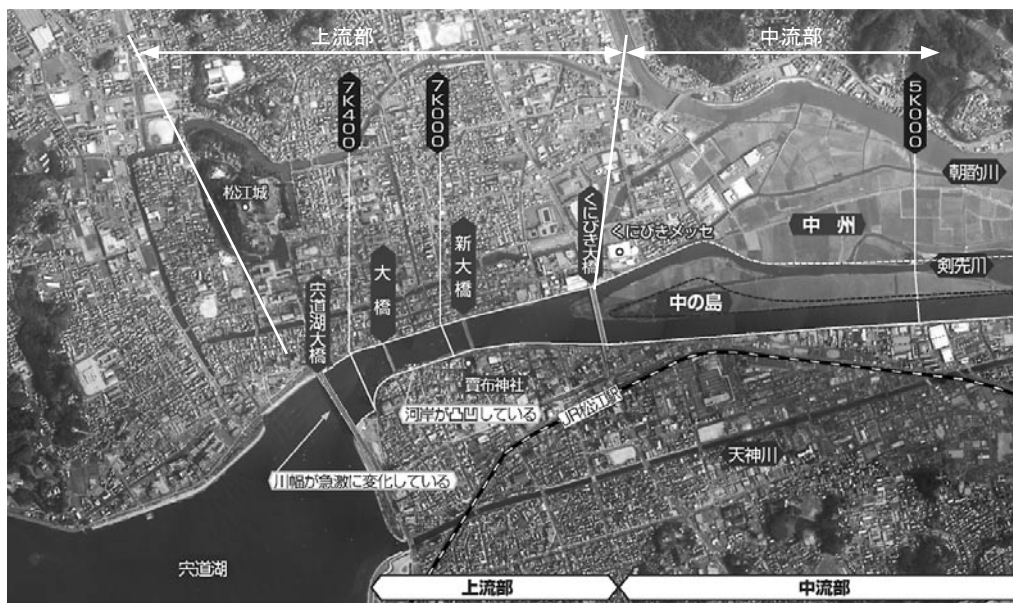 上流部
中流部
7K400
7K000
5K000
松江城
朝酌川
くにびき大橋
くにびきメッセ
中州
新大橋
大橋
剣先川
宍道湖大橋
中の島
賣布神社
河岸が凸凹している
JR松江駅
天神川
川幅が急激に変化している
宍道湖
上流部
中流部